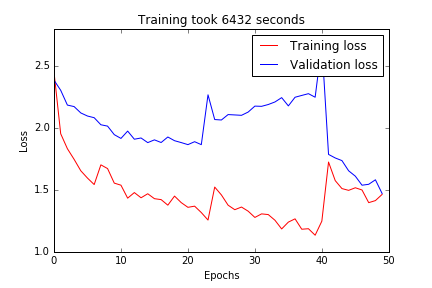 Training took 6432 seconds
Training loss
Validation loss
2.5
2.0
1.5
1.0
Loss
0 10 20 30 40 50
Epochs